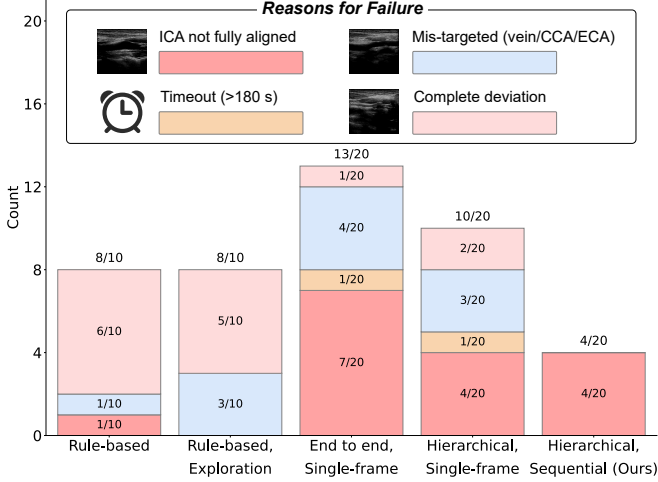 Reasons for Failure
ICA not fully aligned
Mis-targeted (vein/CCA/ECA)
Timeout (>180 s)
Complete deviation
Count
20
16
12
8
4
0
8/10
6/10
1/10
1/10
8/10
5/10
3/10
13/20
1/20
4/20
1/20
7/20
10/20
2/20
3/20
1/20
4/20
4/20
4/20
Rule-based
Rule-based,
Exploration
End to end,
Single-frame
Hierarchical,
Single-frame
Hierarchical,
Sequential (Ours)